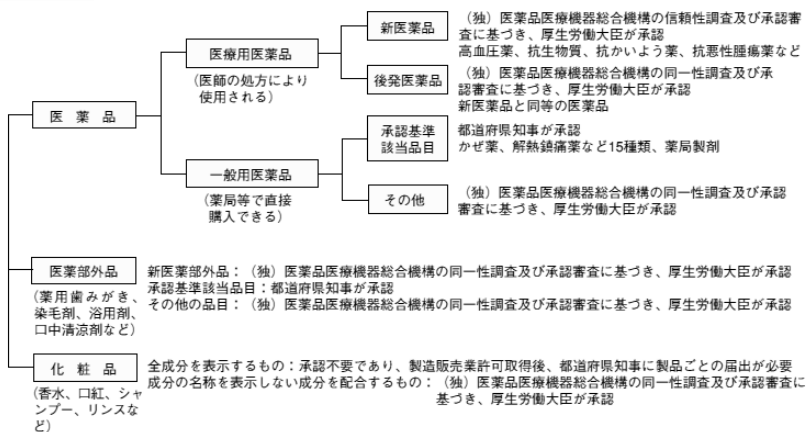 新医薬品
（独）医薬品医療機器総合機構の信頼性調査及び承認審
査に基づき、厚生労働大臣が承認
高血圧薬、抗生物質、抗かいよう薬、抗悪性腫瘍薬など
医療用医薬品
（医師の処方により
使用される）
後発医薬品
（独）医薬品医療機器総合機構の同一性調査及び承
認審査に基づき、厚生労働大臣が承認
新医薬品と同等の医薬品
医薬品
承認基準
該当品目
都道府県知事が承認
かぜ薬、解熱鎮痛薬など15種類、薬局製剤
一般用医薬品
（薬局等で直接
購入できる）
その他
（独）医薬品医療機器総合機構の同一性調査及び承認
審査に基づき、厚生労働大臣が承認
医薬部外品
（薬用歯みがき、
染毛剤、浴用剤、
口中清涼剤など）
新医薬部外品：（独）医薬品医療機器総合機構の同一性調査及び承認審査に基づき、厚生労働大臣が承認
承認基準該当品目：都道府県知事が承認
その他の品目：（独）医薬品医療機器総合機構の同一性調査及び承認審査に基づき、厚生労働大臣が承認
化粧品
（香水、口紅、シャ
ンプー、リンスな
ど）
全成分を表示するもの：承認不要であり、製造販売業許可取得後、都道府県知事に製品ごとの届出が必要
成分の名称を表示しない成分を配合するもの：（独）医薬品医療機器総合機構の同一性調査及び承認審査に
基づき、厚生労働大臣が承認